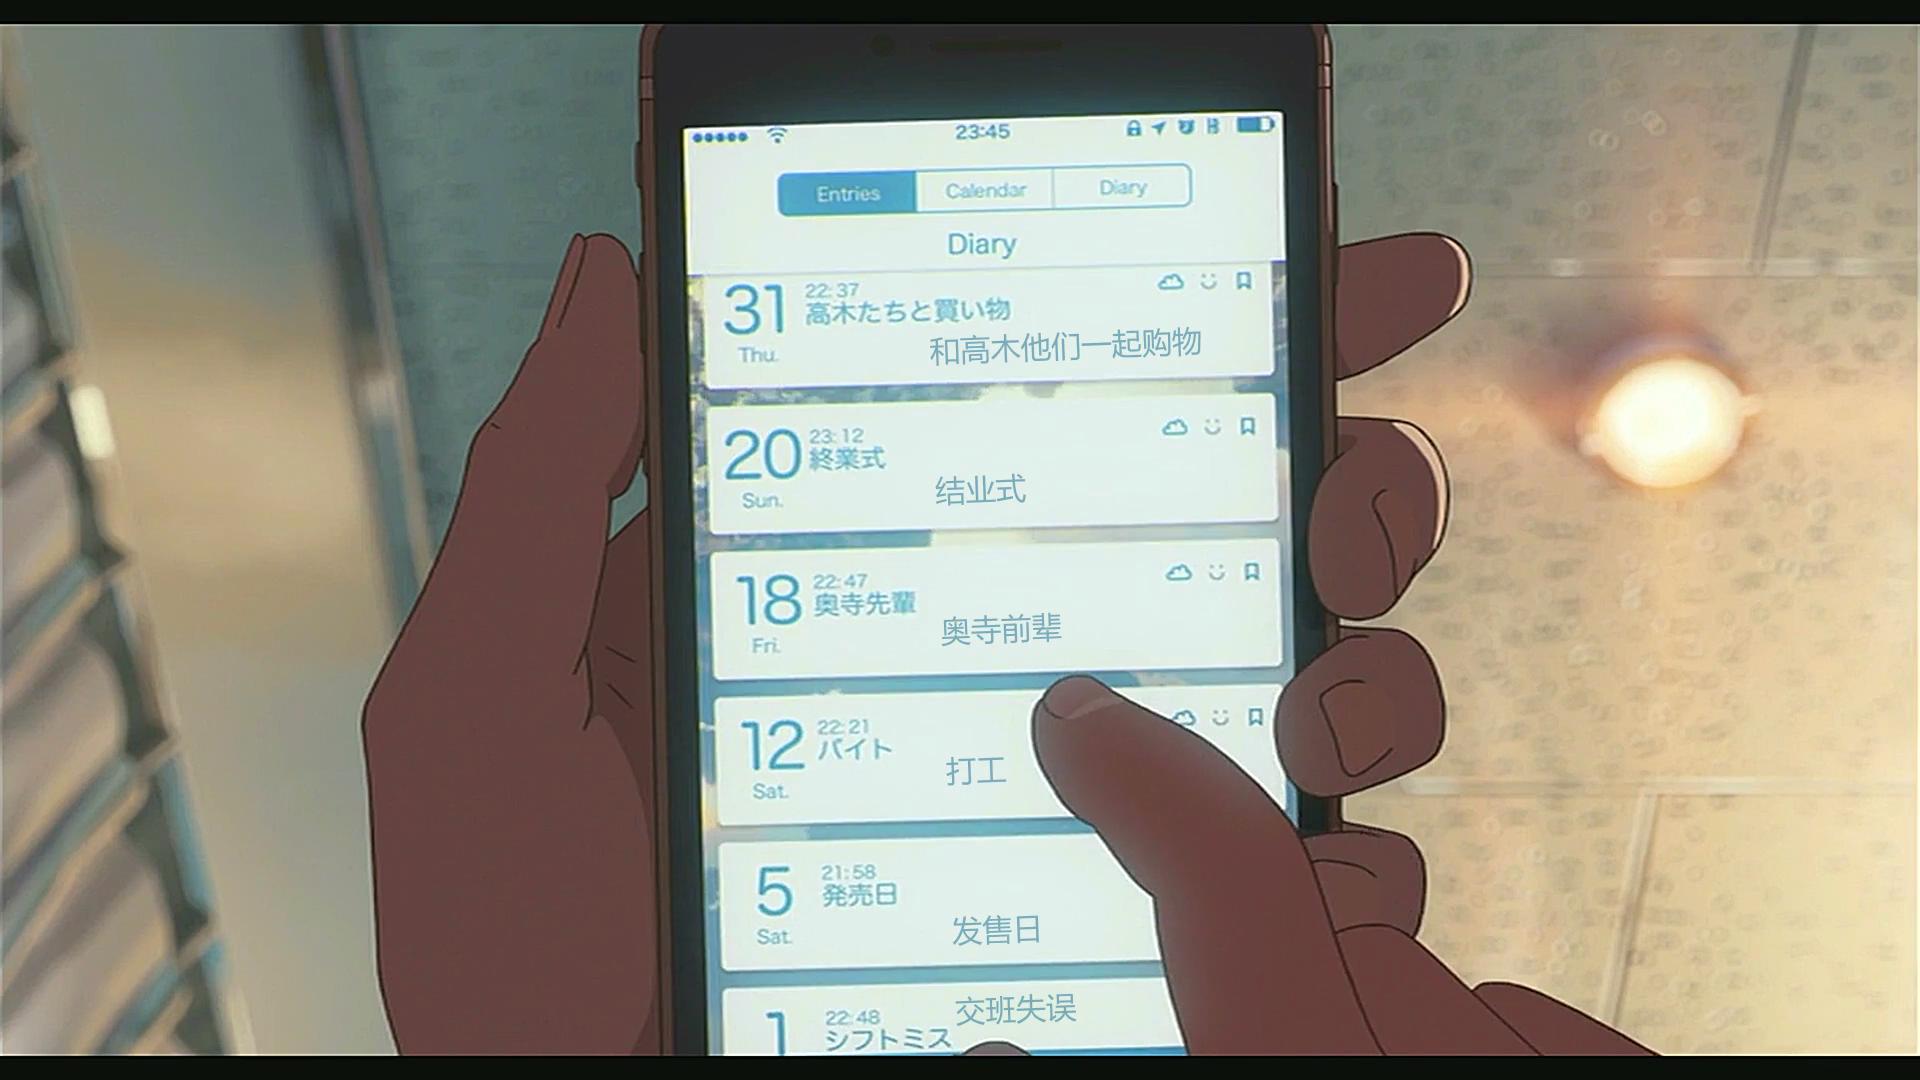 23:45
Entries Calendar Diary
Diary
31 22:37
高木たちと買い物
Thu. 和高木他们一起购物
20 23:12
終業式
Sun. 结业式
18 22:47
奥寺先輩
Fri. 奥寺前辈
12 22:21
バイト
Sat. 打工
5 21:58
発売日
Sat. 发售日
1 22:48 交班失误
シフトミス